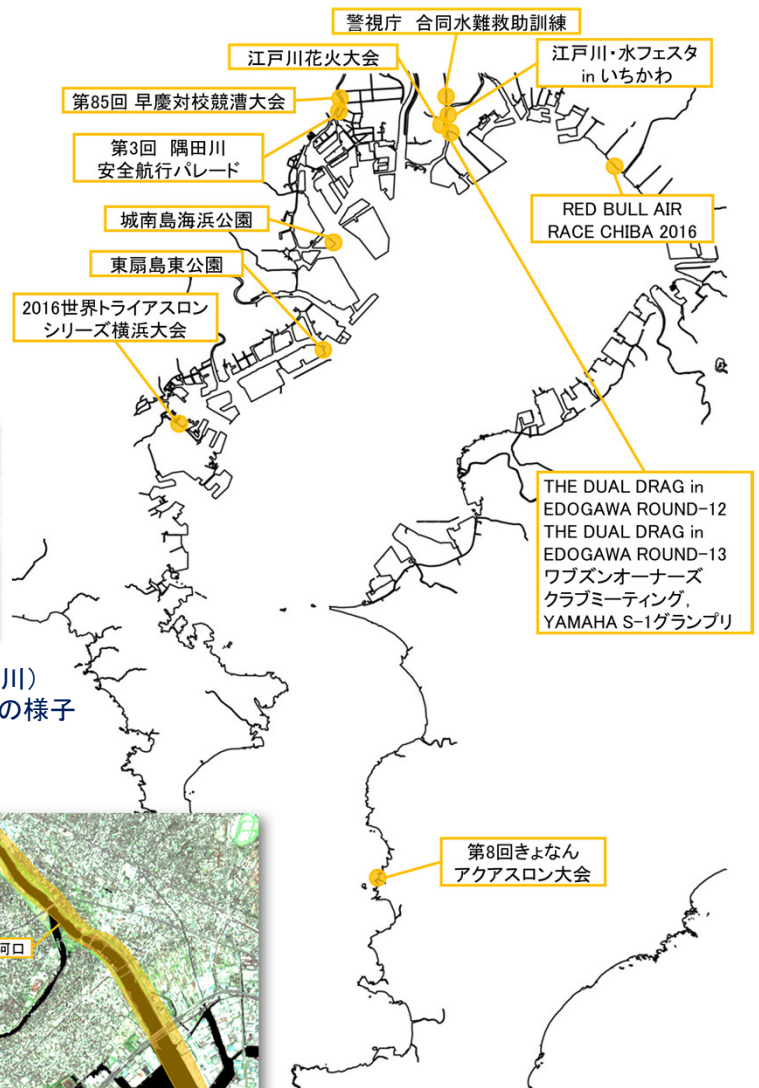 警視庁 合同水難救助訓練
江戸川花火大会
江戸川・水フェスタ
in いちかわ
第85回 早慶対校競漕大会
第3回 隅田川
安全航行パレード
城南島海浜公園
RED BULL AIR
RACE CHIBA 2016
東扇島東公園
2016世界トライアスロン
シリーズ横浜大会
THE DUAL DRAG in
EDOGAWA ROUND-12
THE DUAL DRAG in
EDOGAWA ROUND-13
ワブズンオーナーズ
クラブミーティング,
YAMAHA S-1グランプリ
川）
の様子
第8回きょなん
アクアスロン大会
河口